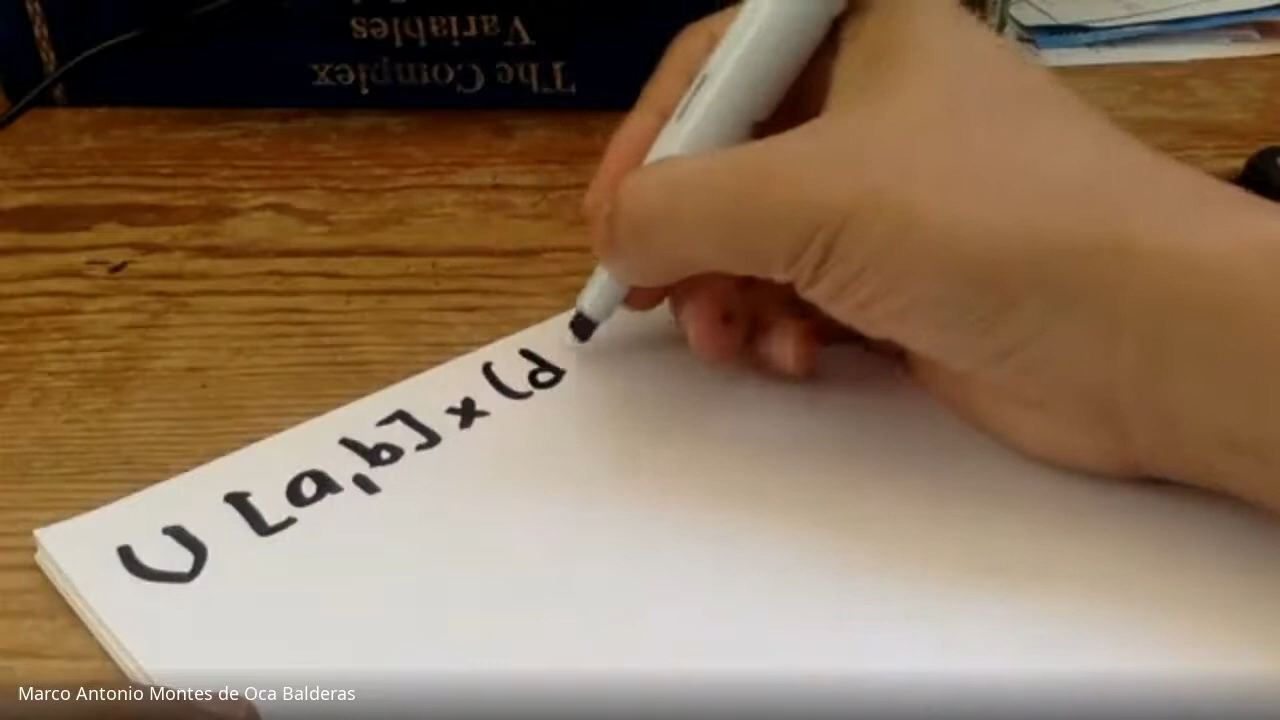 The Complex
Variables
∪ [a,b] × (d
Marco Antonio Montes de Oca Balderas